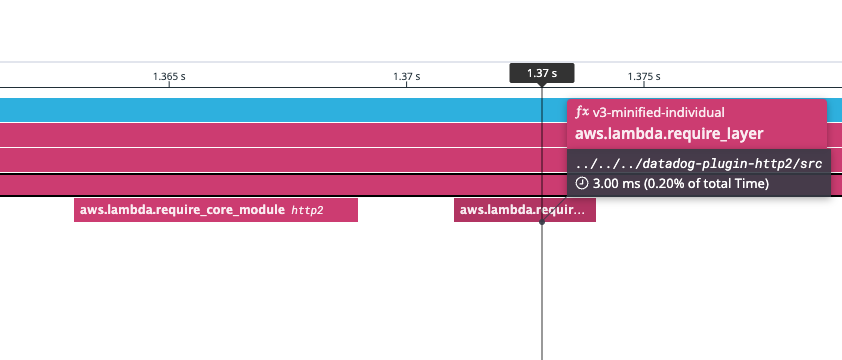 1.365 s
1.37 s
1.37 s
1.375 s
fx v3-minified-individual
aws.lambda.require_layer
../../../datadog-plugin-http2/src
3.00 ms (0.20% of total Time)
aws.lambda.require_core_module http2
aws.lambda.requir...